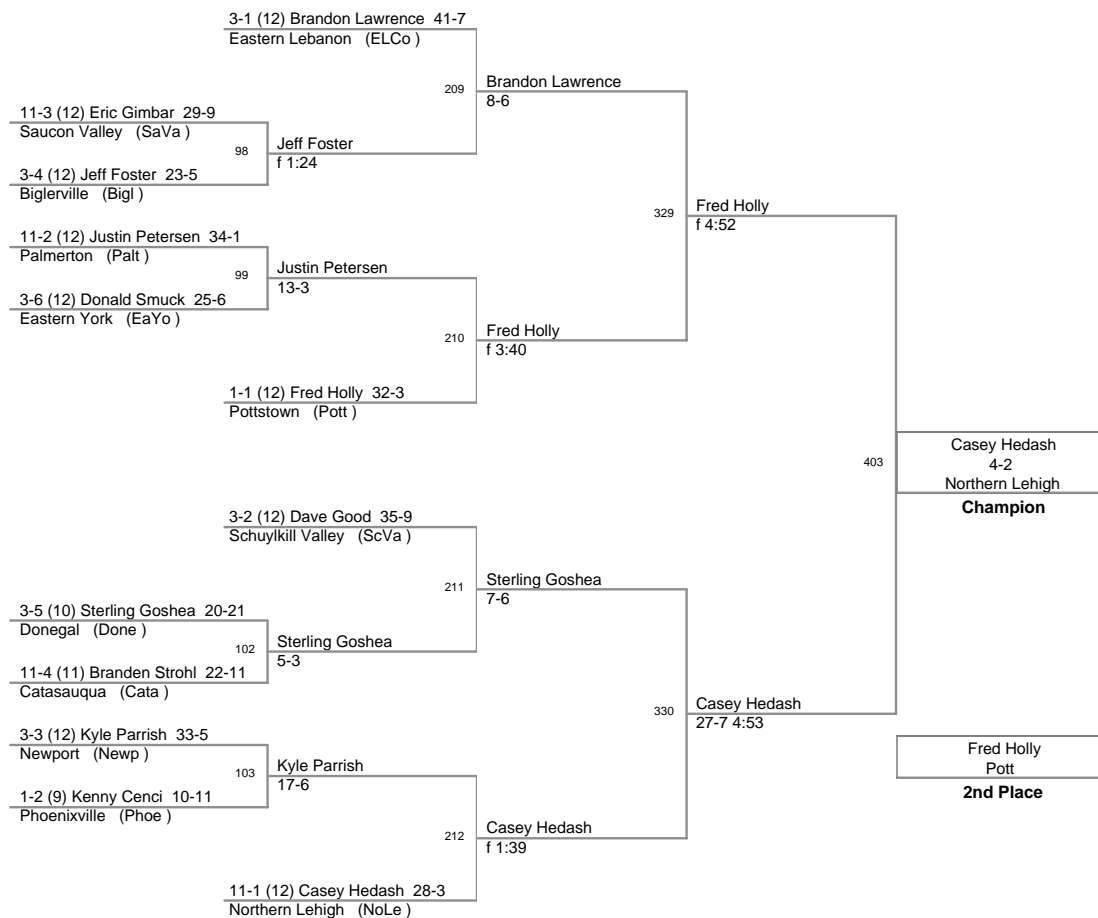 3-1 (12) Brandon Lawrence 41-7
Eastern Lebanon (ELCo )
209
Brandon Lawrence
8-6
11-3 (12) Eric Gimbar 29-9
Saucon Valley (SaVa )
98
Jeff Foster
f 1:24
3-4 (12) Jeff Foster 23-5
Biglerville (Bigl )
329
Fred Holly
f 4:52
11-2 (12) Justin Petersen 34-1
Palmerton (Palt )
99
Justin Petersen
13-3
3-6 (12) Donald Smuck 25-6
Eastern York (EaYo )
210
Fred Holly
f 3:40
1-1 (12) Fred Holly 32-3
Pottstown (Pott )
403
Casey Hedash
4-2
Northern Lehigh
Champion
3-2 (12) Dave Good 35-9
Schuylkill Valley (ScVa )
211
Sterling Goshea
7-6
3-5 (10) Sterling Goshea 20-21
Donegal (Done )
102
Sterling Goshea
5-3
11-4 (11) Branden Strohl 22-11
Catasauqua (Cata )
330
Casey Hedash
27-7 4:53
3-3 (12) Kyle Parrish 33-5
Newport (Newp )
103
Kyle Parrish
17-6
1-2 (9) Kenny Cenci 10-11
Phoenixville (Phoe )
212
Casey Hedash
f 1:39
11-1 (12) Casey Hedash 28-3
Northern Lehigh (NoLe )
Fred Holly
Pott
2nd Place